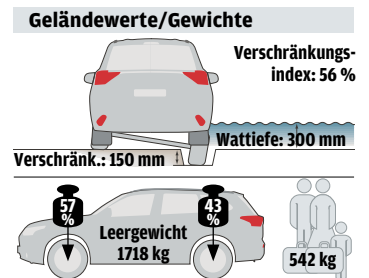 Geländewerte/Gewichte
Verschränkungs-
index: 56 %
Wattiefe: 300 mm
Verschränk.: 150 mm
57
%
43
%
Leergewicht
1718 kg
542 kg